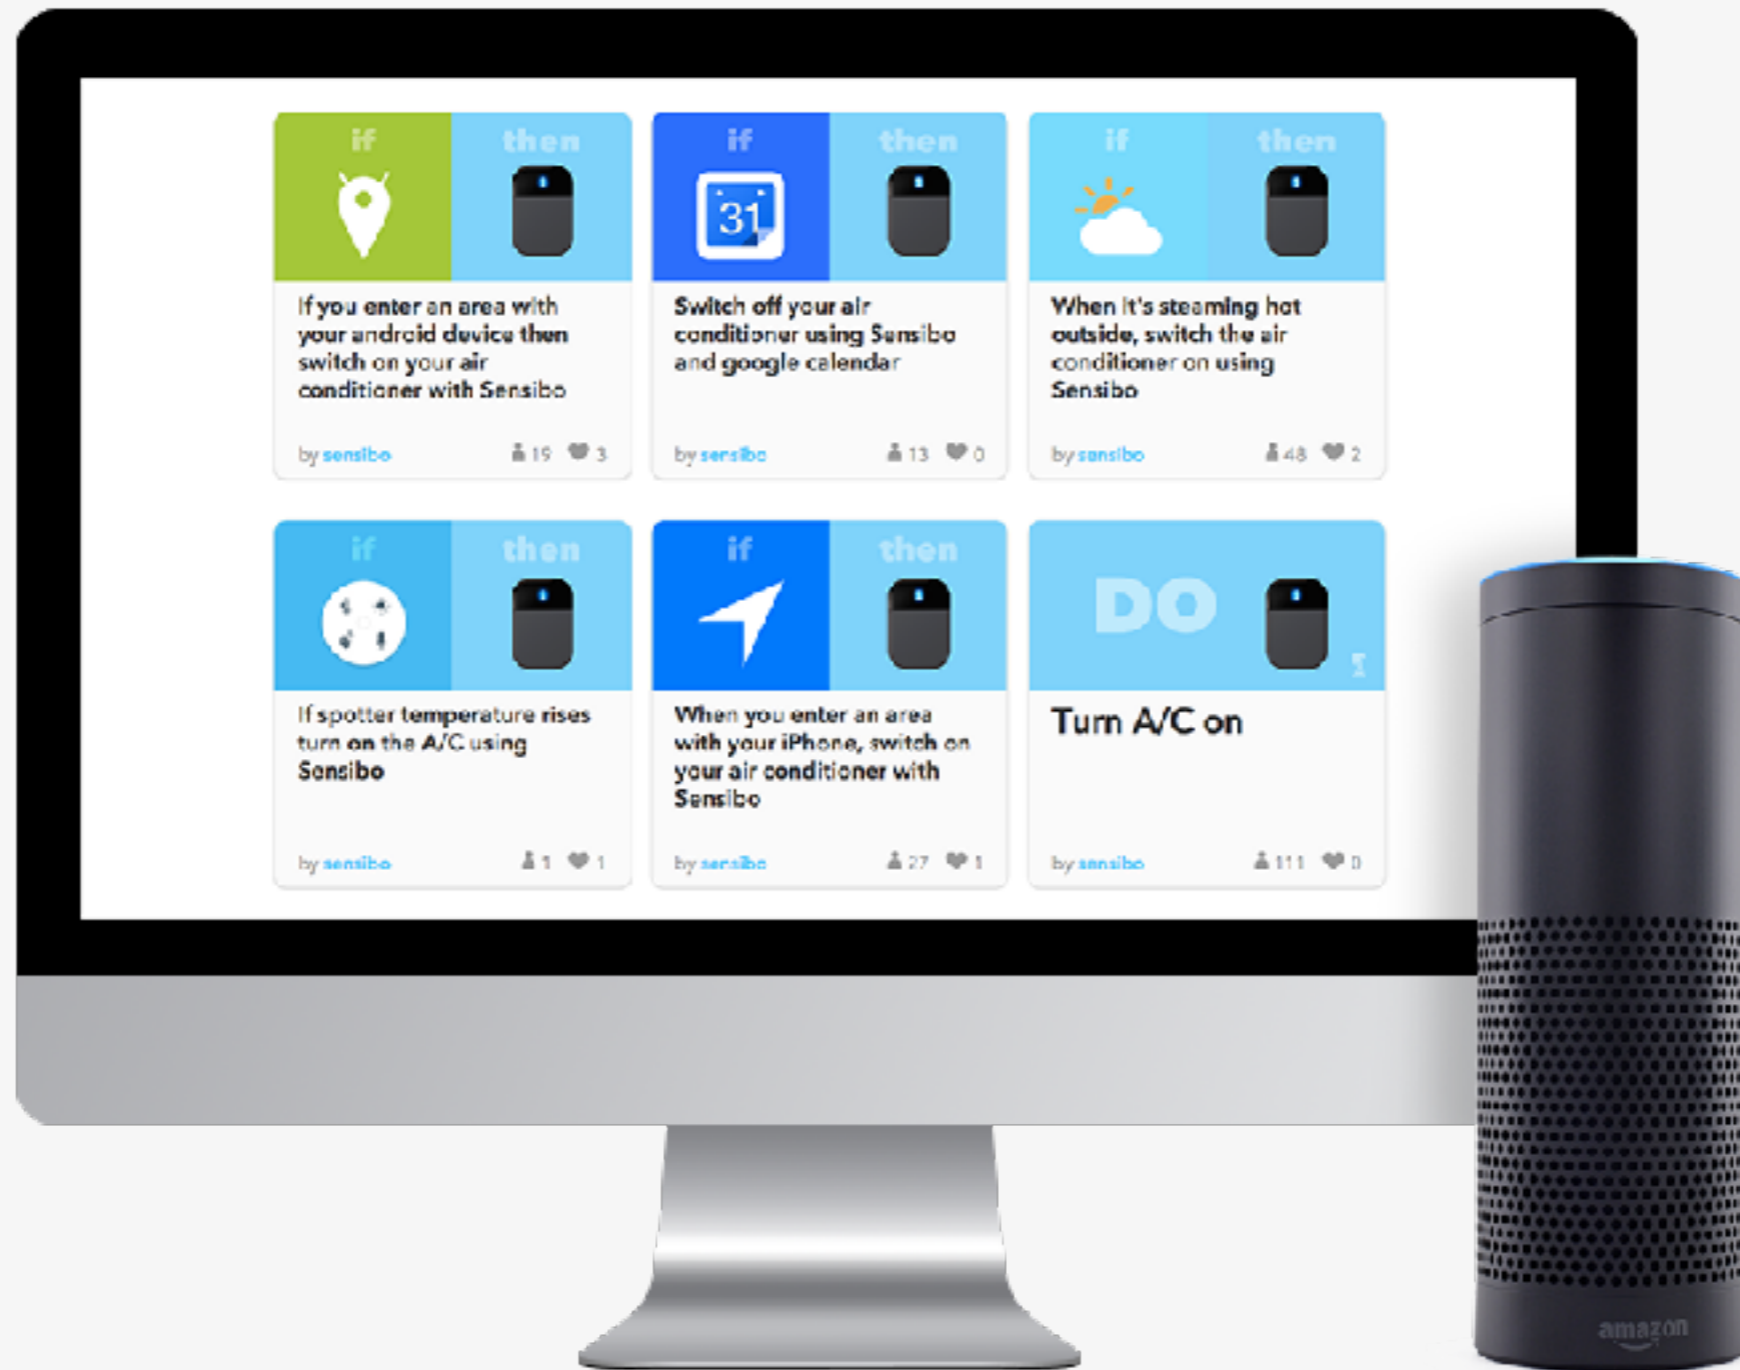 if then
if then
if then
31
If you enter an area with
your android device then
switch on your air
conditioner with Sensibo
by sensibo 19 3
Switch off your air
conditioner using Sensibo
and google calendar
by sensibo 13 0
When it's steaming hot
outside, switch the air
conditioner on using
Sensibo
by sensibo 48 2
if then
if then
DO
If spotter temperature rises
turn on the A/C using
Sensibo
by sensibo 1 1
When you enter an area
with your iPhone, switch on
your air conditioner with
Sensibo
by sensibo 27 1
Turn A/C on
by sensibo 111 0
amazon